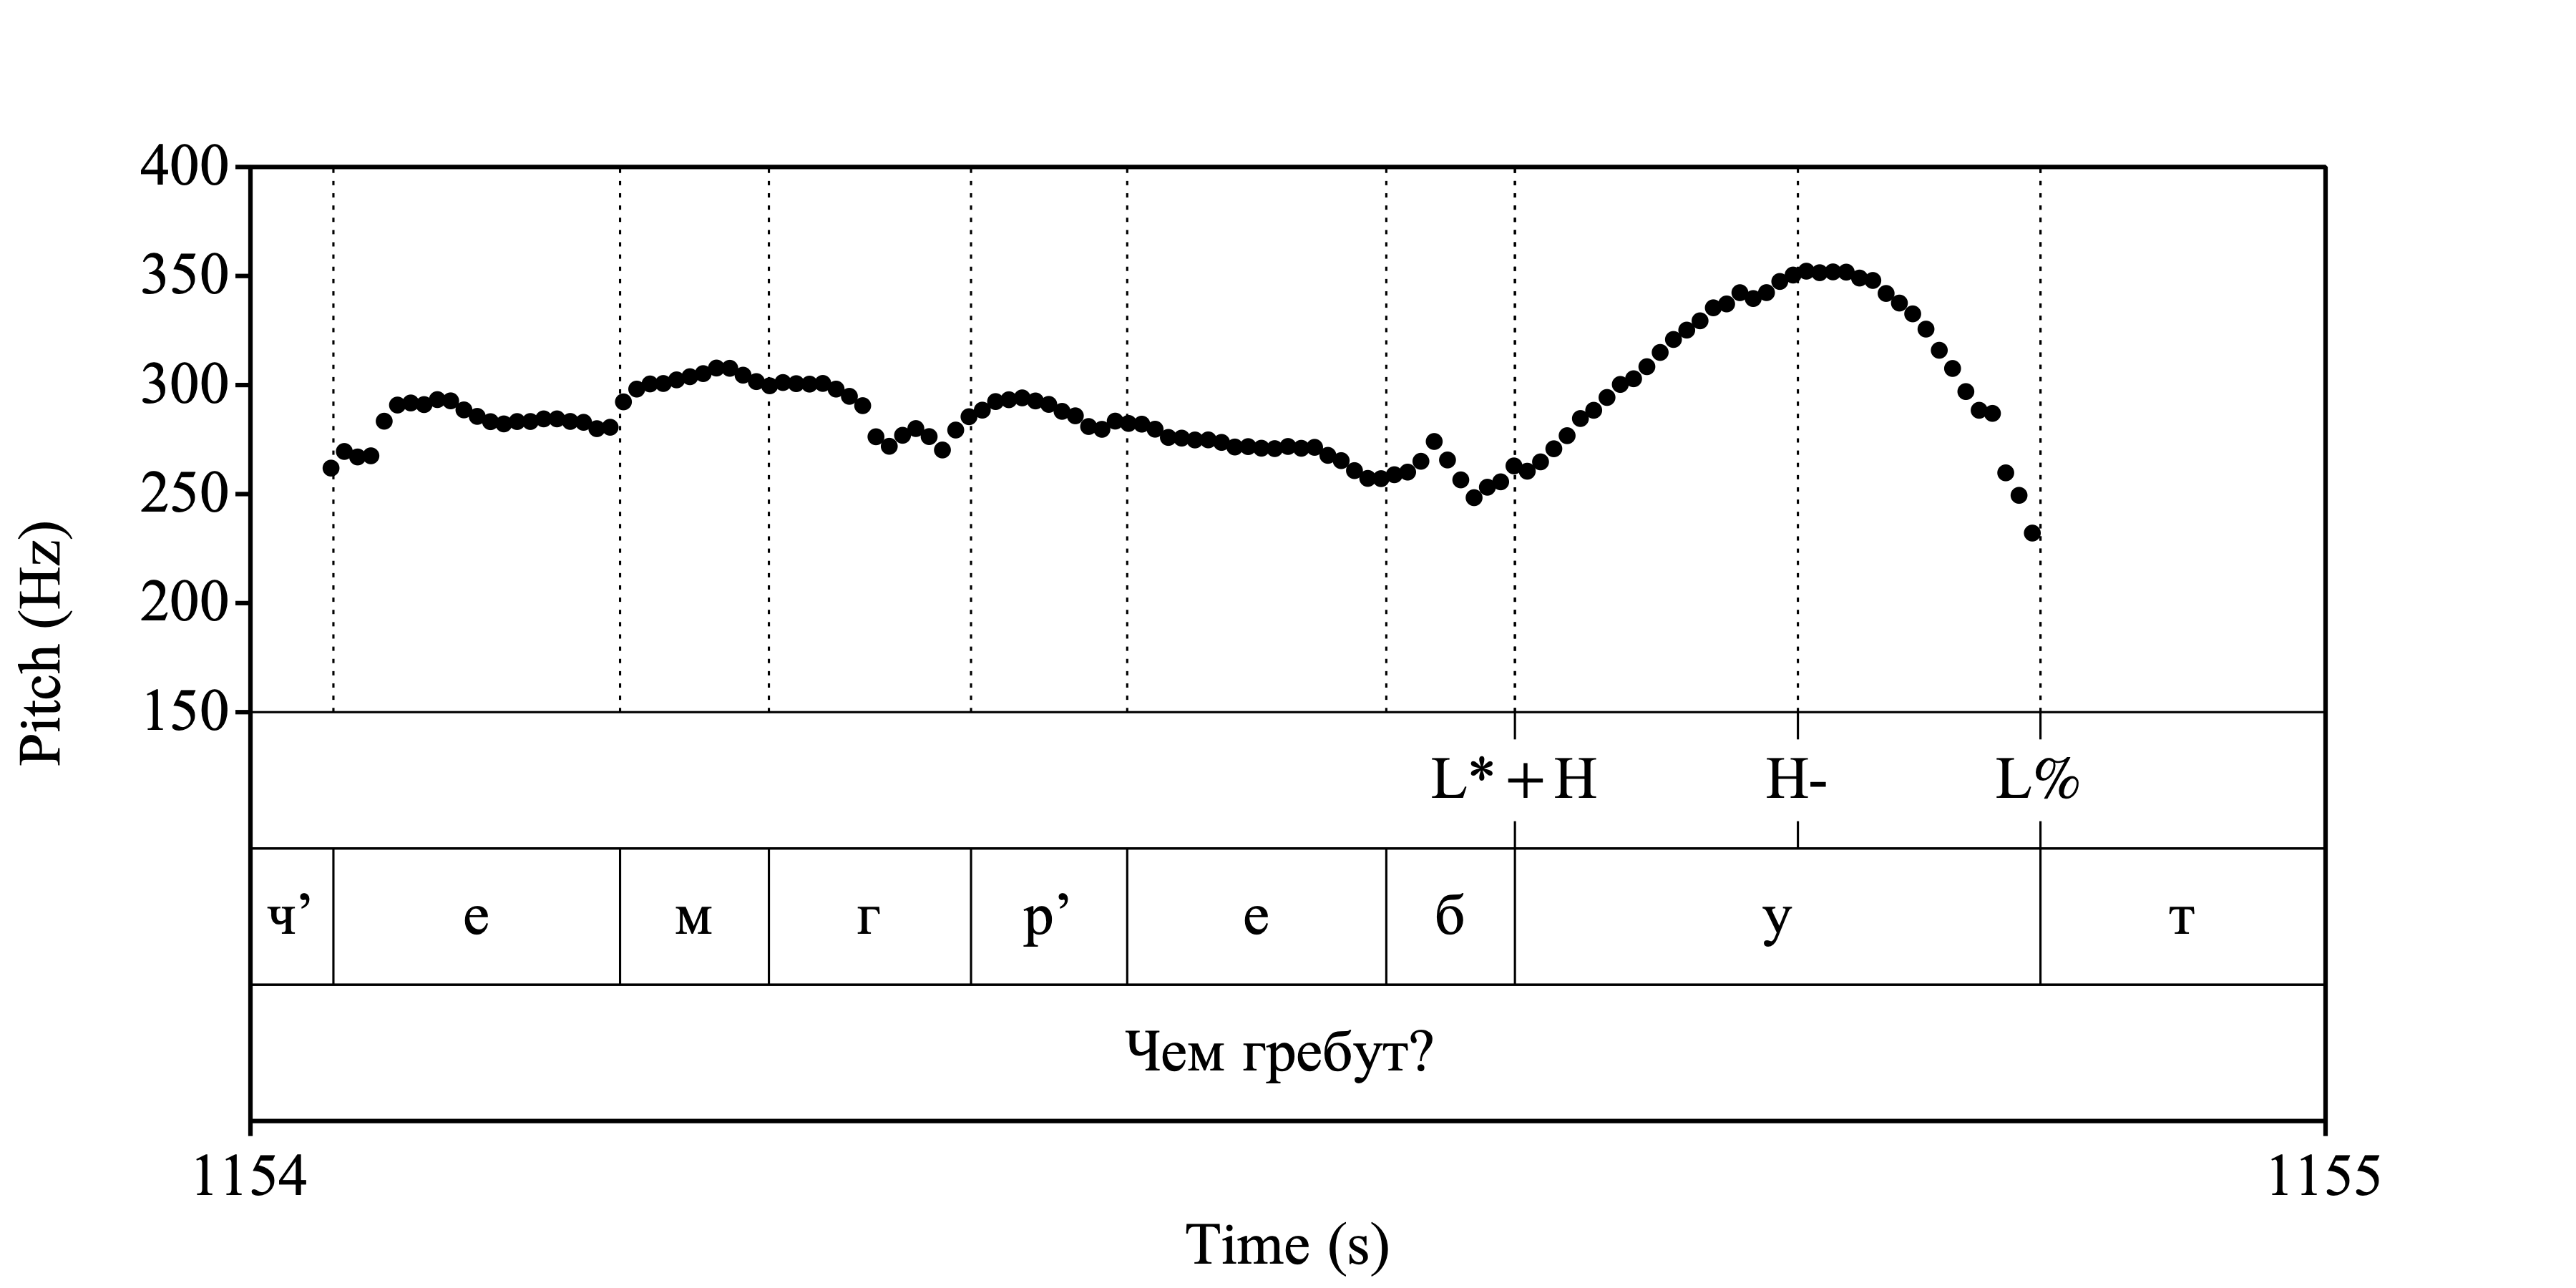 400
350
300
250
200
150
Pitch (Hz)
L*+H H- L%
ч’ е м г р’ е б у т
Чем гребут?
1154 1155
Time (s)